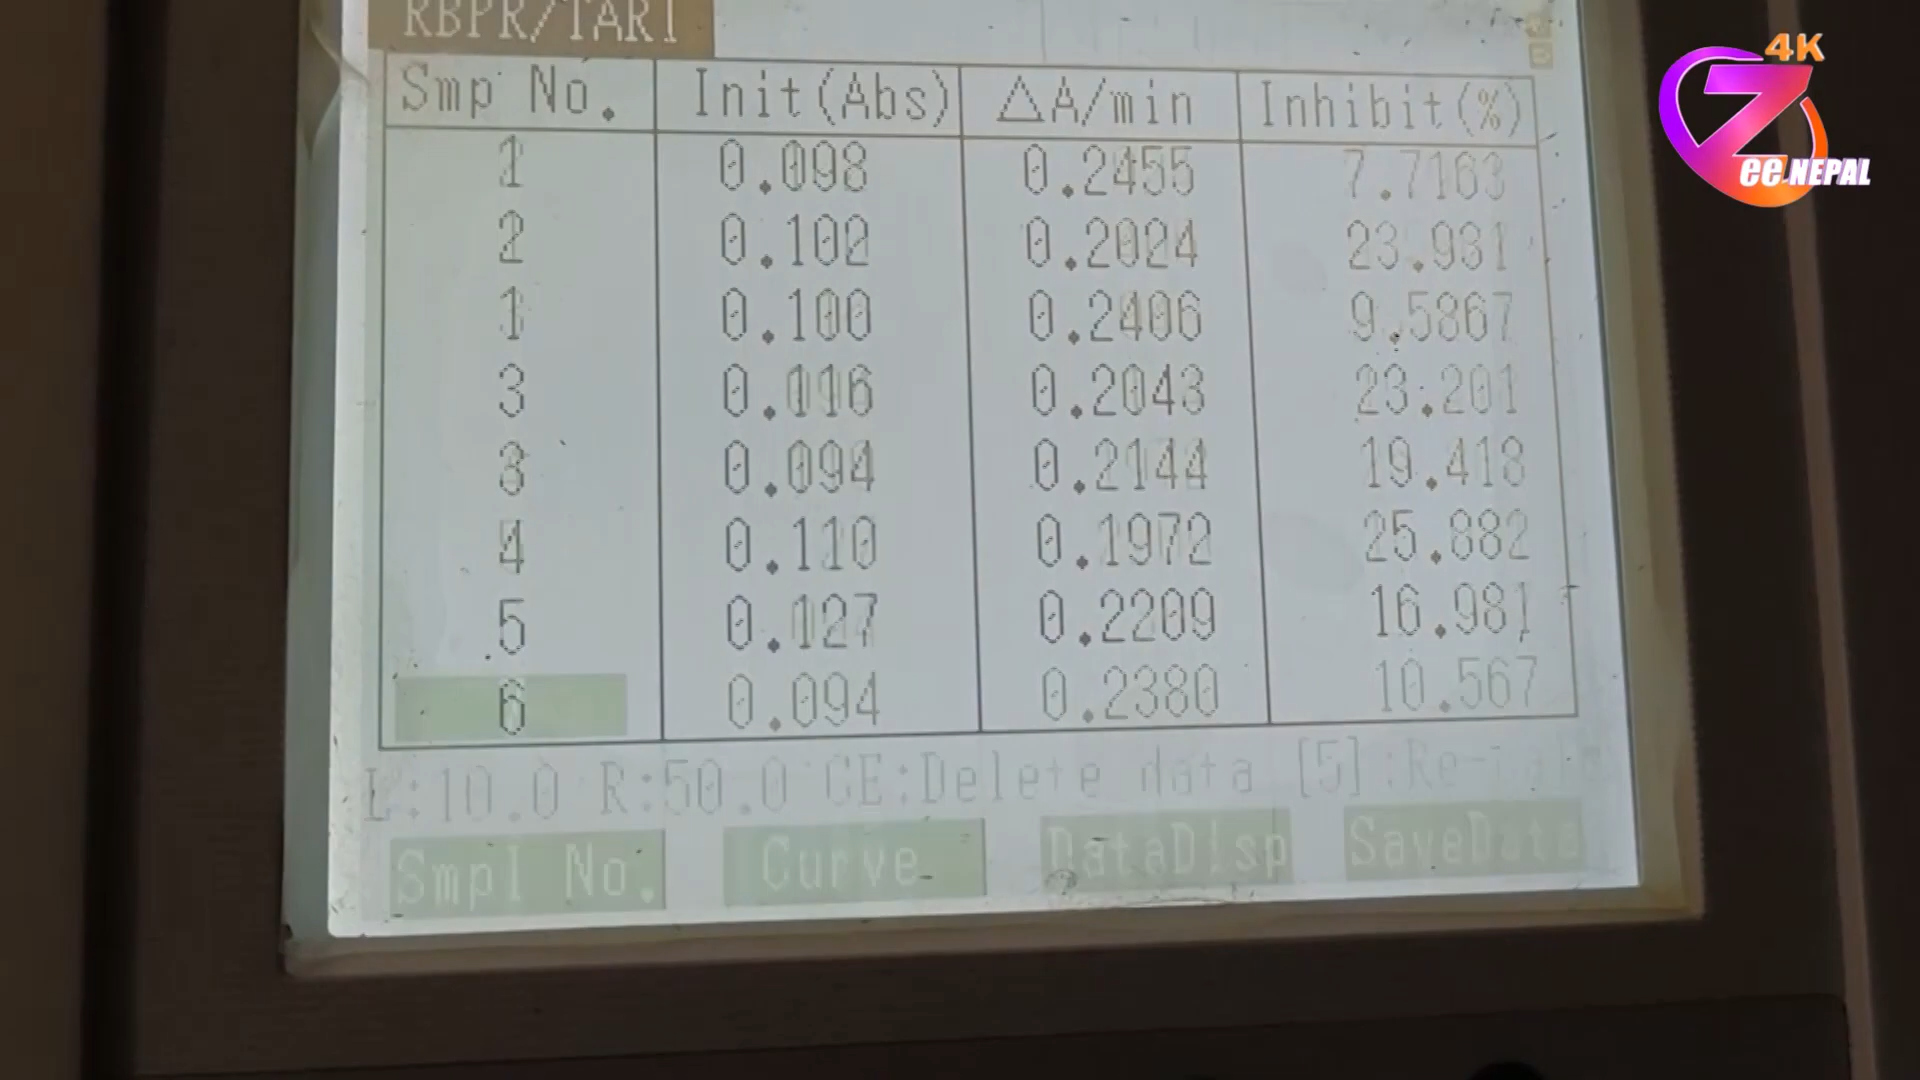 RBPR/TARI
Smp No. Init(Abs) △A/min Inhibit(%)
1 0.098 0.2455 7.7163
2 0.102 0.2024 23.931
1 0.100 0.2406 9.5867
3 0.116 0.2043 23.201
3 0.094 0.2144 19.418
4 0.110 0.1972 25.882
5 0.127 0.2209 16.981
6 0.094 0.2380 10.567
L:10.0 R:50.0 CE:Delete data [5]:
Smpl No. Curve DataDisp SaveData
4K
Zee NEPAL